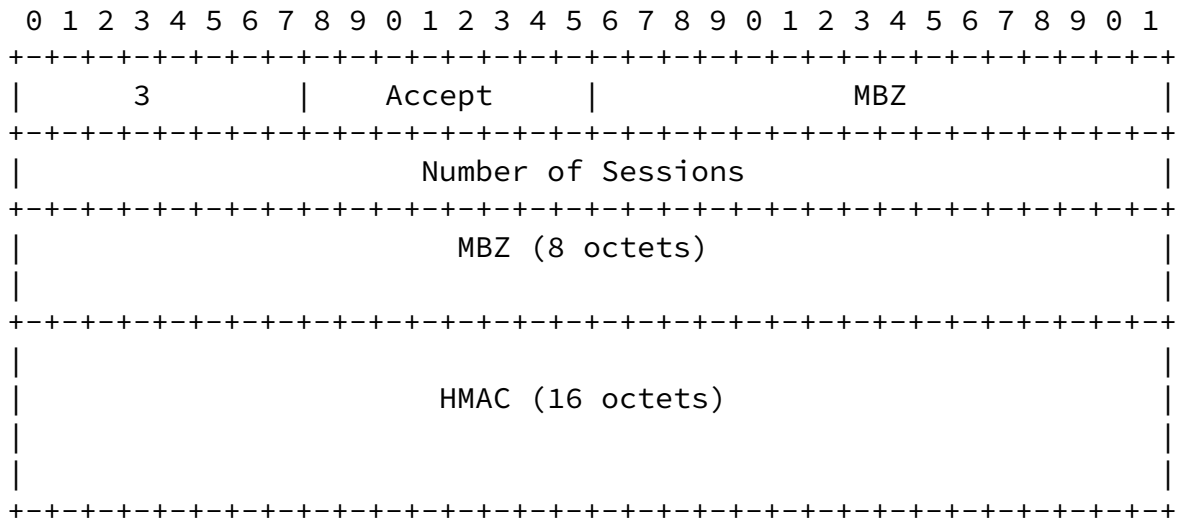 0 1 2 3 4 5 6 7 8 9 0 1 2 3 4 5 6 7 8 9 0 1 2 3 4 5 6 7 8 9 0 1
+-+-+-+-+-+-+-+-+-+-+-+-+-+-+-+-+-+-+-+-+-+-+-+-+-+-+-+-+-+-+-+-+
|      3        |    Accept     |              MBZ              |
+-+-+-+-+-+-+-+-+-+-+-+-+-+-+-+-+-+-+-+-+-+-+-+-+-+-+-+-+-+-+-+-+
|                      Number of Sessions                       |
+-+-+-+-+-+-+-+-+-+-+-+-+-+-+-+-+-+-+-+-+-+-+-+-+-+-+-+-+-+-+-+-+
|                        MBZ (8 octets)                         |
|                                                               |
+-+-+-+-+-+-+-+-+-+-+-+-+-+-+-+-+-+-+-+-+-+-+-+-+-+-+-+-+-+-+-+-+
|                                                               |
|                       HMAC (16 octets)                        |
|                                                               |
|                                                               |
+-+-+-+-+-+-+-+-+-+-+-+-+-+-+-+-+-+-+-+-+-+-+-+-+-+-+-+-+-+-+-+-+